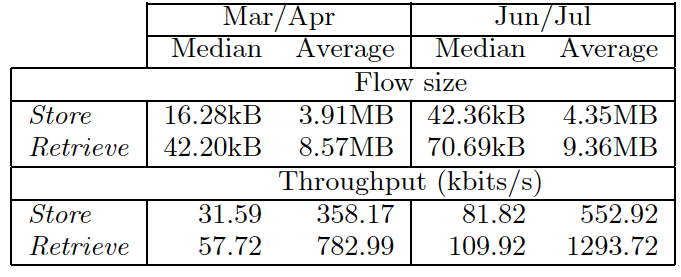 Mar/Apr Jun/Jul
Median Average Median Average
Flow size
Store 16.28kB 3.91MB 42.36kB 4.35MB
Retrieve 42.20kB 8.57MB 70.69kB 9.36MB
Throughput (kbits/s)
Store 31.59 358.17 81.82 552.92
Retrieve 57.72 782.99 109.92 1293.72